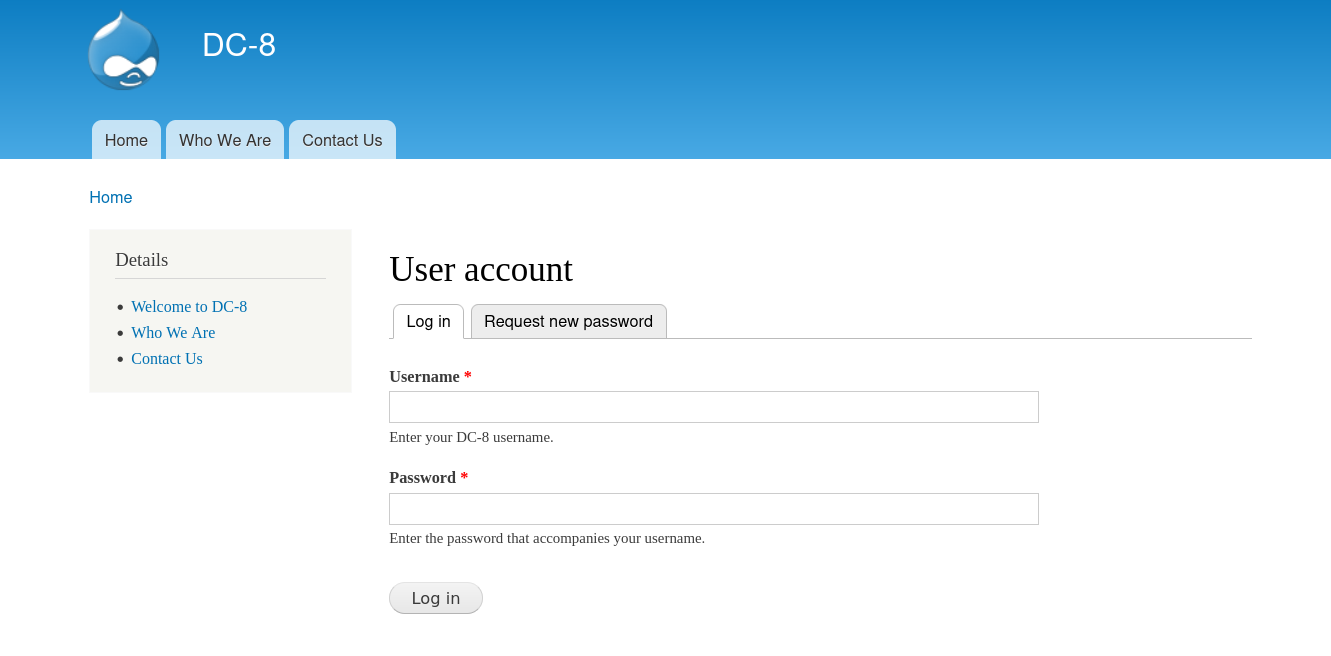 DC-8
Home Who We Are Contact Us
Home
Details
Welcome to DC-8
Who We Are
Contact Us
User account
Log in Request new password
Username *
Enter your DC-8 username.
Password *
Enter the password that accompanies your username.
Log in